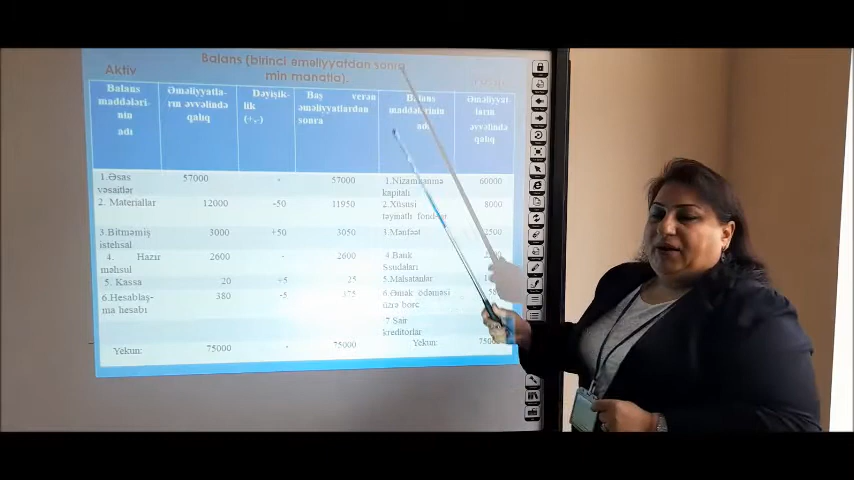 Balans (birinci əməliyyatdan sonra
Aktiv
min manatla).
Balans maddələri-nin adı
Əməliyyatla-rın əvvəlində qalıq
Dəyişik-lik (+,-)
Baş verən əməliyyatlardan sonra
Balans maddələrinin adı
Əməliyyat-ların əvvəlində qalıq
1.Əsas vəsaitlər 57000 - 57000 1.Nizamnamə kapitalı 60000
2. Materiallar 12000 -50 11950 2.Xüsusi təyinatlı fondlar 8000
3.Bitməmiş istehsal 3000 +50 3050 3.Mənfəət 2500
4. Hazır məhsul 2600 - 2600 4.Bank Ssudaları
5. Kassa 20 +5 25 5.Malsatanlar
6.Hesablaş-ma hesabı 380 -5 375 6.Əmək ödəməsi üzrə borc
7 Sair kreditorlar
Yekun: 75000 - 75000 Yekun: